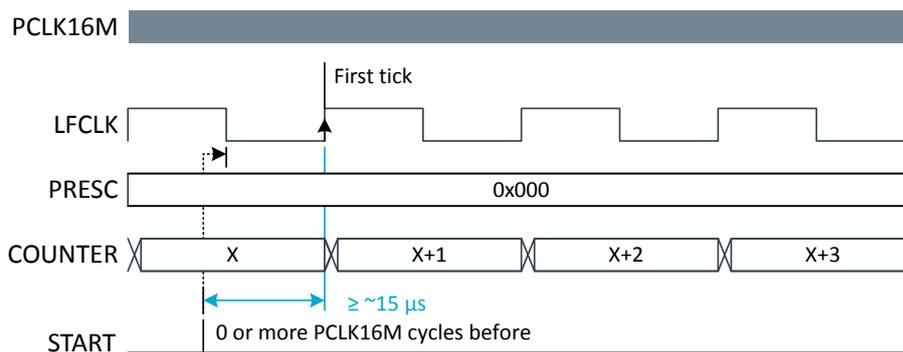 PCLK16M
First tick
LFCLK
PRESC 0x000
COUNTER X X+1 X+2 X+3
≥ ~15 µs
START 0 or more PCLK16M cycles before